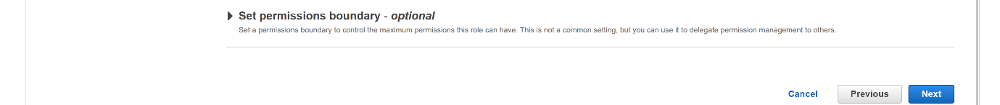 Set permissions boundary - optional
Set a permissions boundary to control the maximum permissions this role can have. This is not a common setting, but you can use it to delegate permission management to others.
Cancel Previous Next